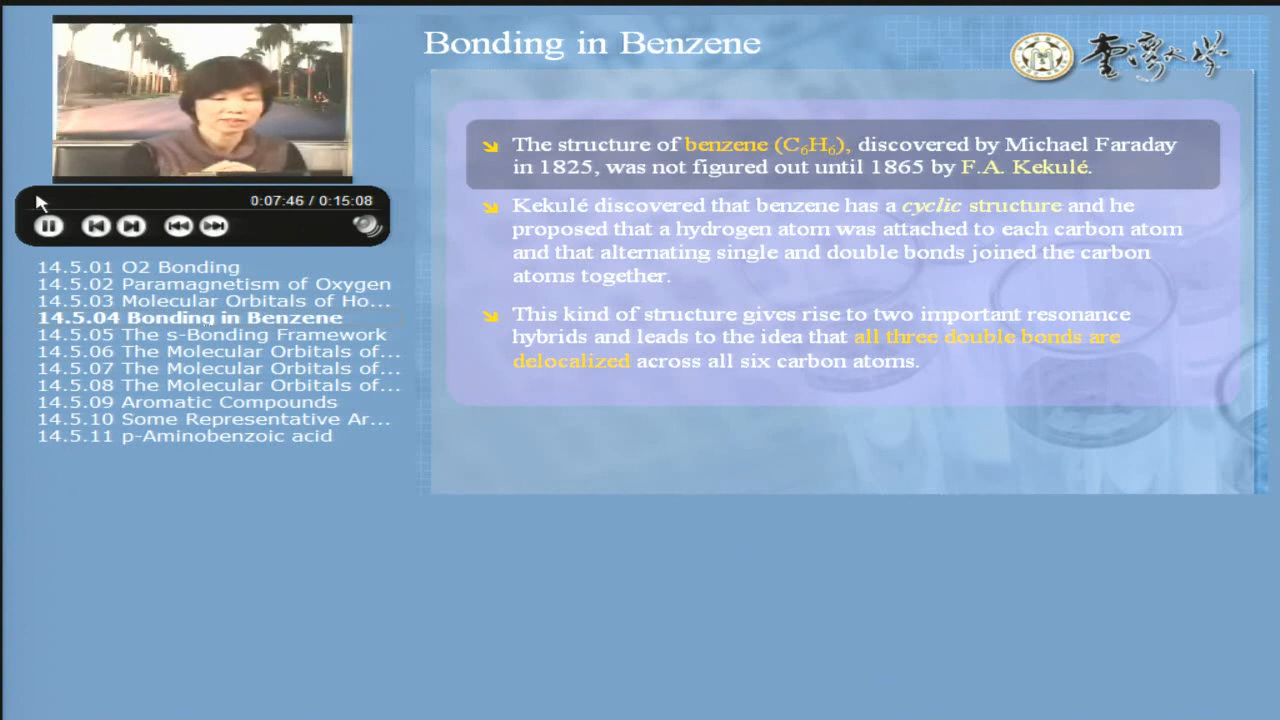 Bonding in Benzene
臺灣大學
The structure of benzene (C6H6), discovered by Michael Faraday
in 1825, was not figured out until 1865 by F.A. Kekulé.
Kekulé discovered that benzene has a cyclic structure and he
proposed that a hydrogen atom was attached to each carbon atom
and that alternating single and double bonds joined the carbon
atoms together.
This kind of structure gives rise to two important resonance
hybrids and leads to the idea that all three double bonds are
delocalized across all six carbon atoms.
0:07:46 / 0:15:08
14.5.01 O2 Bonding
14.5.02 Paramagnetism of Oxygen
14.5.03 Molecular Orbitals of Ho...
14.5.04 Bonding in Benzene
14.5.05 The s-Bonding Framework
14.5.06 The Molecular Orbitals of...
14.5.07 The Molecular Orbitals of...
14.5.08 The Molecular Orbitals of...
14.5.09 Aromatic Compounds
14.5.10 Some Representative Ar...
14.5.11 p-Aminobenzoic acid